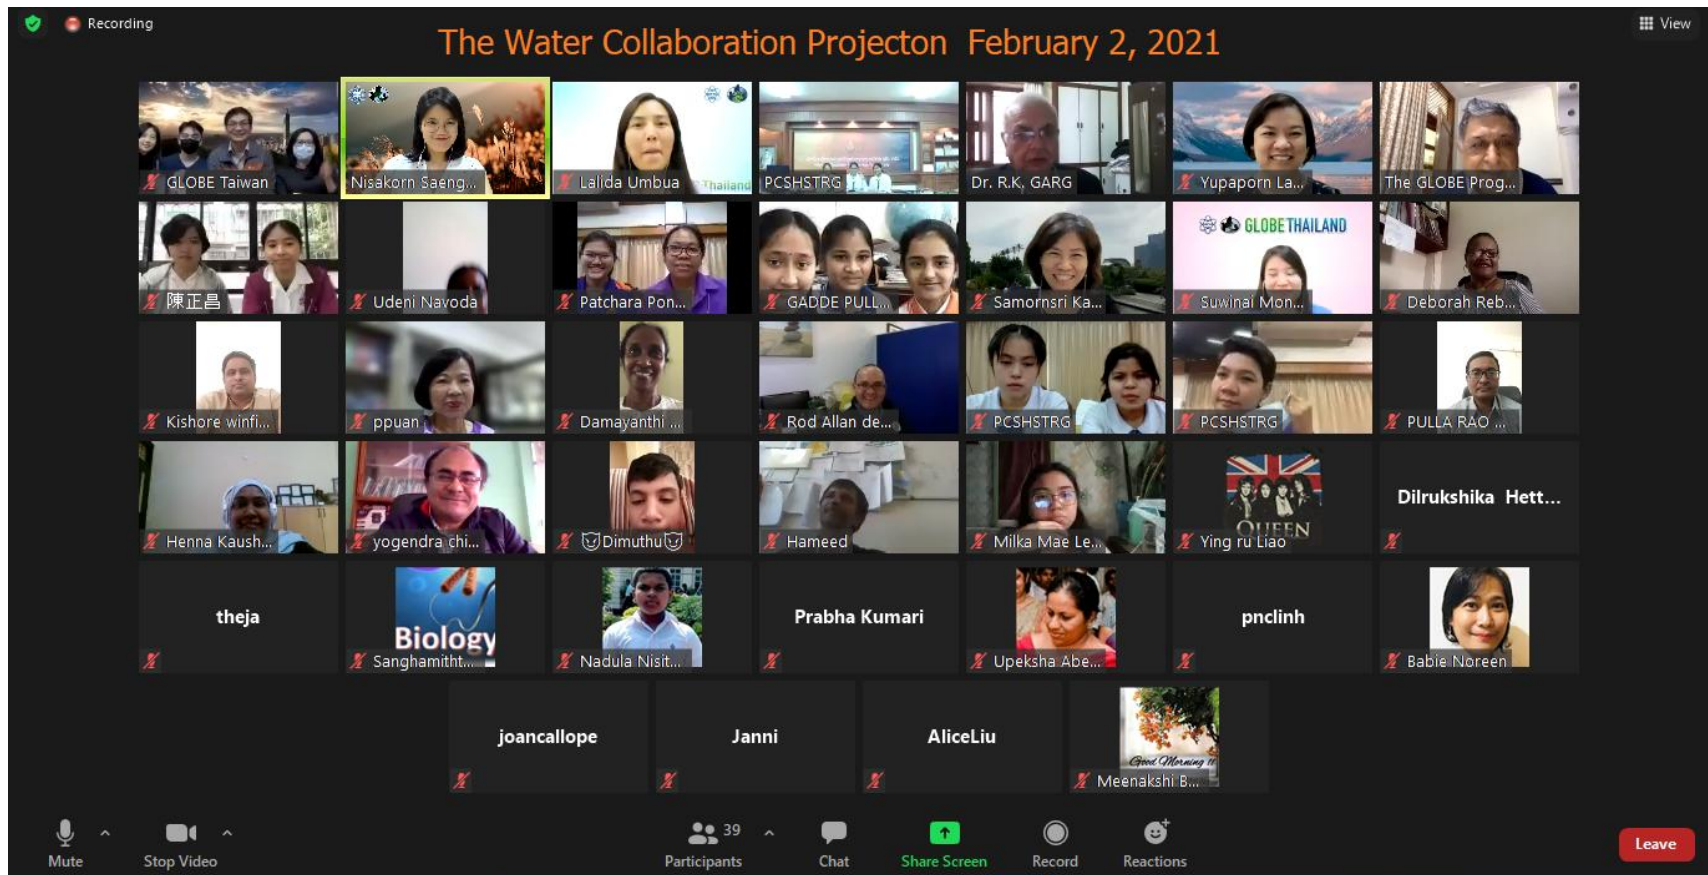 Recording
The Water Collaboration Projecton February 2, 2021
View
GLOBE Taiwan
Nisakorn Saeng...
Lalida Umbua
Thailand
PCSHSTRG
Dr. R.K. GARG
Yupaporn La...
The GLOBE Prog...
陳正昌
Udeni Navoda
Patchara Pon...
GADDE PULL...
Samornsri Ka...
GLOBE THAILAND
Suwinai Mon...
Deborah Reb...
Kishore winfi...
ppuan
Damayanthi ...
Rod Allan de...
PCSHSTRG
PCSHSTRG
PULLA RAO ...
Henna Kaush...
yogendra chi...
😈Dimuthu😈
Hameed
Milka Mae Le...
QUEEN
Ying ru Liao
Dilrukshika Hett...
theja
Biology
Sanghamitht...
Nadula Nisit...
Prabha Kumari
Upeksha Abe...
pnclinh
Babie Noreen
joancallope
Janni
AliceLiu
Good Morning !!
Meenakshi B...
Mute
Stop Video
Participants 39
Chat
Share Screen
Record
Reactions
Leave